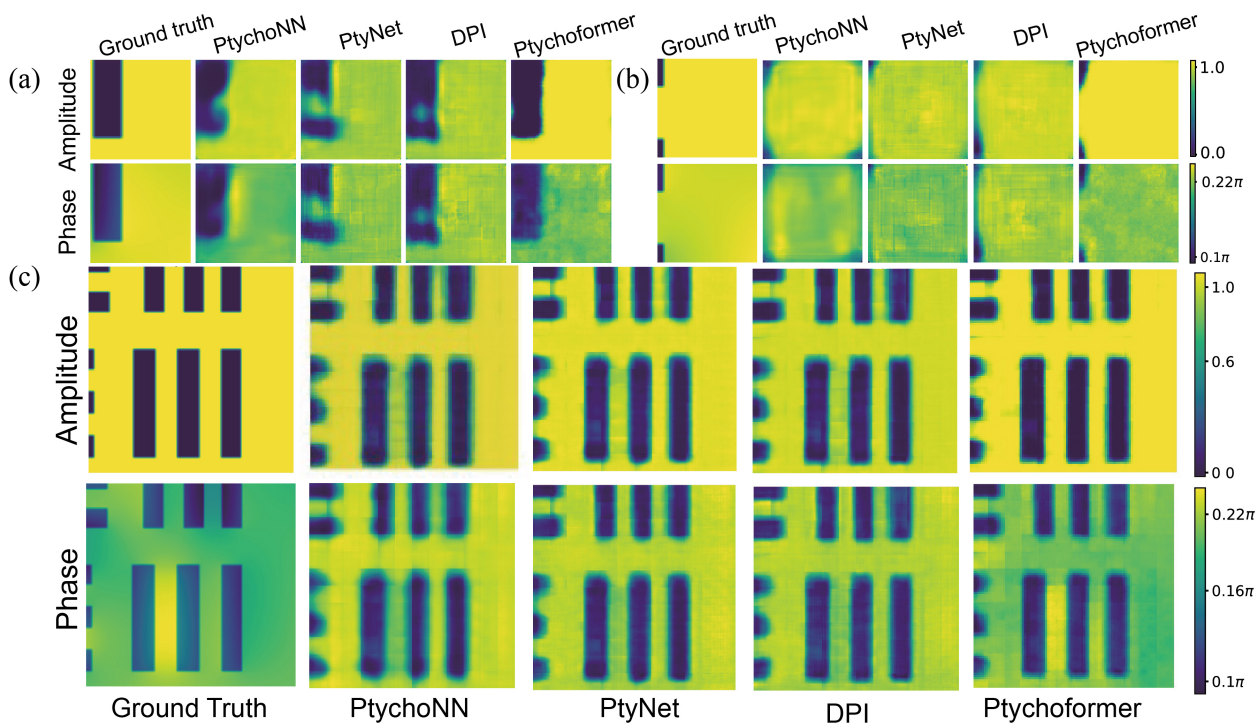 Ground truth PtychoNN PtyNet DPI Ptychoformer
Ground truth PtychoNN PtyNet DPI Ptychoformer
(a)
(b)
Amplitude
1.0
0.0
Phase
0.22π
0.1π
(c)
Amplitude
1.0
0.6
0.0
Phase
0.22π
0.16π
0.1π
Ground Truth PtychoNN PtyNet DPI Ptychoformer